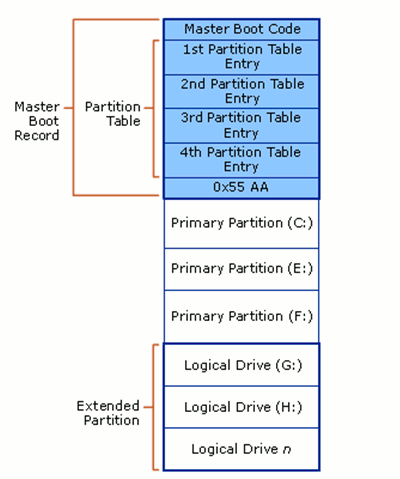 Master Boot Code
1st Partition Table
Entry
2nd Partition Table
Entry
3rd Partition Table
Entry
4th Partition Table
Entry
0x55 AA
Master
Boot
Record
Partition
Table
Primary Partition (C:)
Primary Partition (E:)
Primary Partition (F:)
Logical Drive (G:)
Logical Drive (H:)
Logical Drive n
Extended
Partition